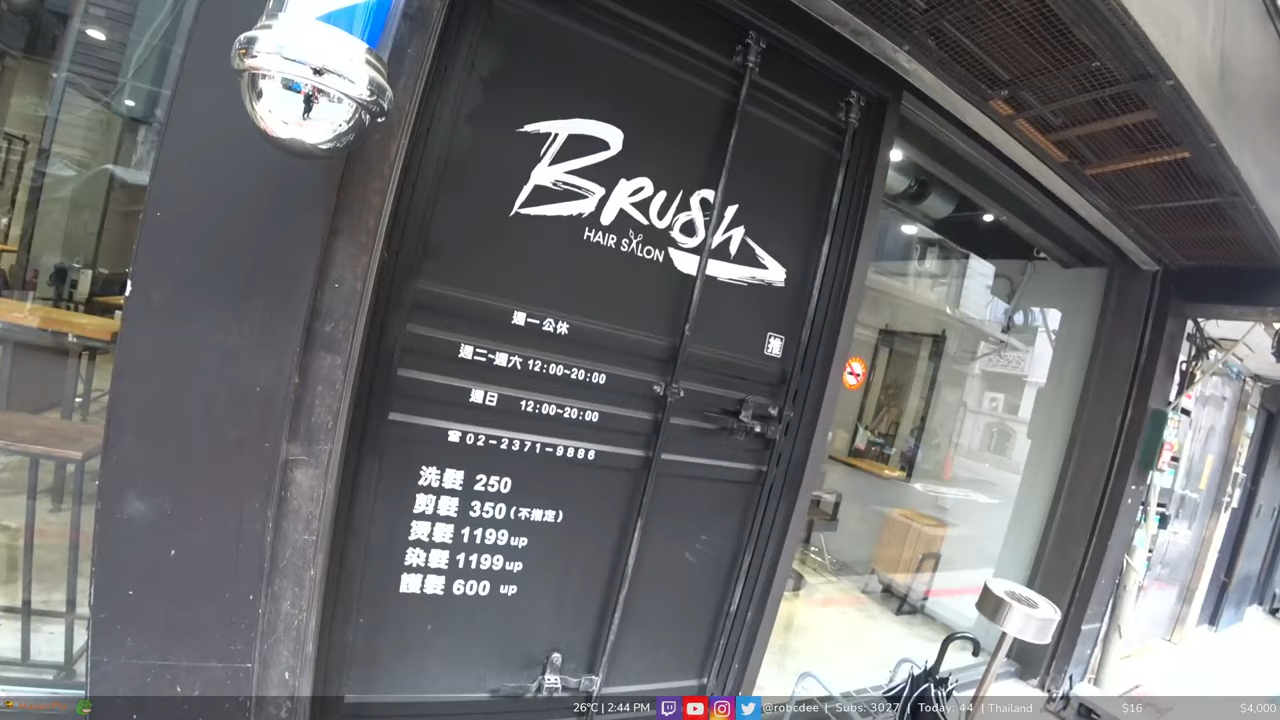 BRUSH
HAIR SALON
週一公休
推
週二~週六 12:00~20:00
週日 12:00~20:00
☎02-2371-9886
洗髮 250
剪髮 350(不指定)
燙髮 1199up
染髮 1199up
護髮 600 up
26°C | 2:44 PM @robcdee | Subs: 3027 | Today: 44 | Thailand $16 $4,000